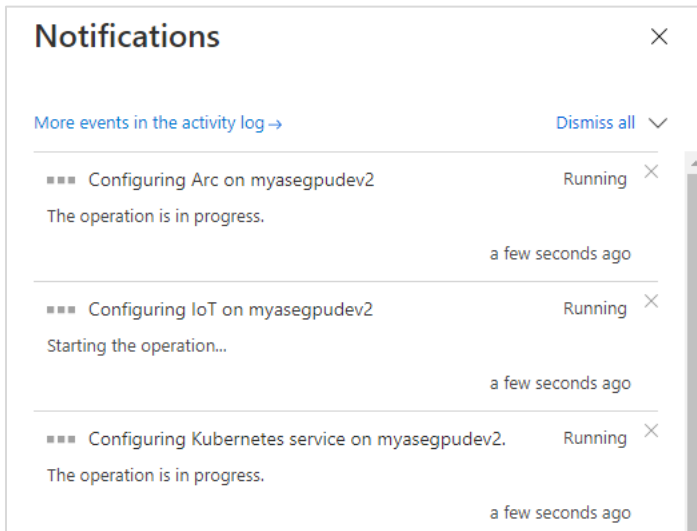 Notifications
More events in the activity log → Dismiss all
Configuring Arc on myasegpudev2 Running
The operation is in progress.
a few seconds ago
Configuring IoT on myasegpudev2 Running
Starting the operation...
a few seconds ago
Configuring Kubernetes service on myasegpudev2. Running
The operation is in progress.
a few seconds ago